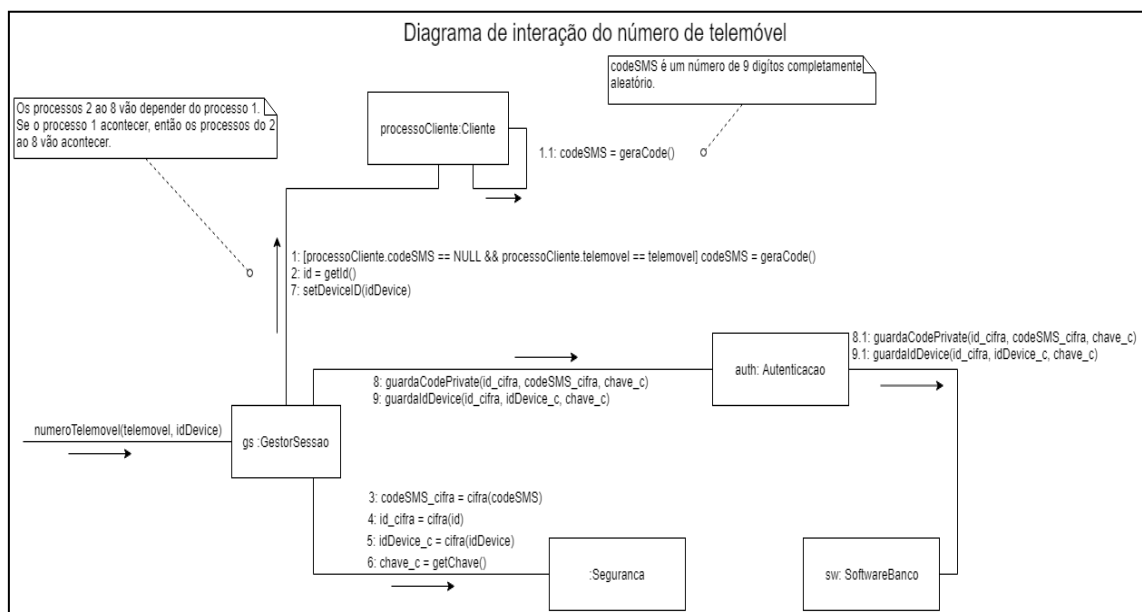 Diagrama de interação do número de telemóvel
codeSMS é um número de 9 digítos completamente
aleatório.
Os processos 2 ao 8 vão depender do processo 1.
Se o processo 1 acontecer, então os processos do 2
ao 8 vão acontecer.
processoCliente:Cliente
1.1: codeSMS = geraCode()
1: [processoCliente.codeSMS == NULL && processoCliente.telemovel == telemovel] codeSMS = geraCode()
2: id = getId()
7: setDeviceID(idDevice)
8.1: guardaCodePrivate(id_cifra, codeSMS_cifra, chave_c)
9.1: guardaIdDevice(id_cifra, idDevice_c, chave_c)
auth: Autenticacao
8: guardaCodePrivate(id_cifra, codeSMS_cifra, chave_c)
9: guardaIdDevice(id_cifra, idDevice_c, chave_c)
numeroTelemovel(telemovel, idDevice)
gs :GestorSessao
3: codeSMS_cifra = cifra(codeSMS)
4: id_cifra = cifra(id)
5: idDevice_c = cifra(idDevice)
6: chave_c = getChave()
:Seguranca
sw: SoftwareBanco